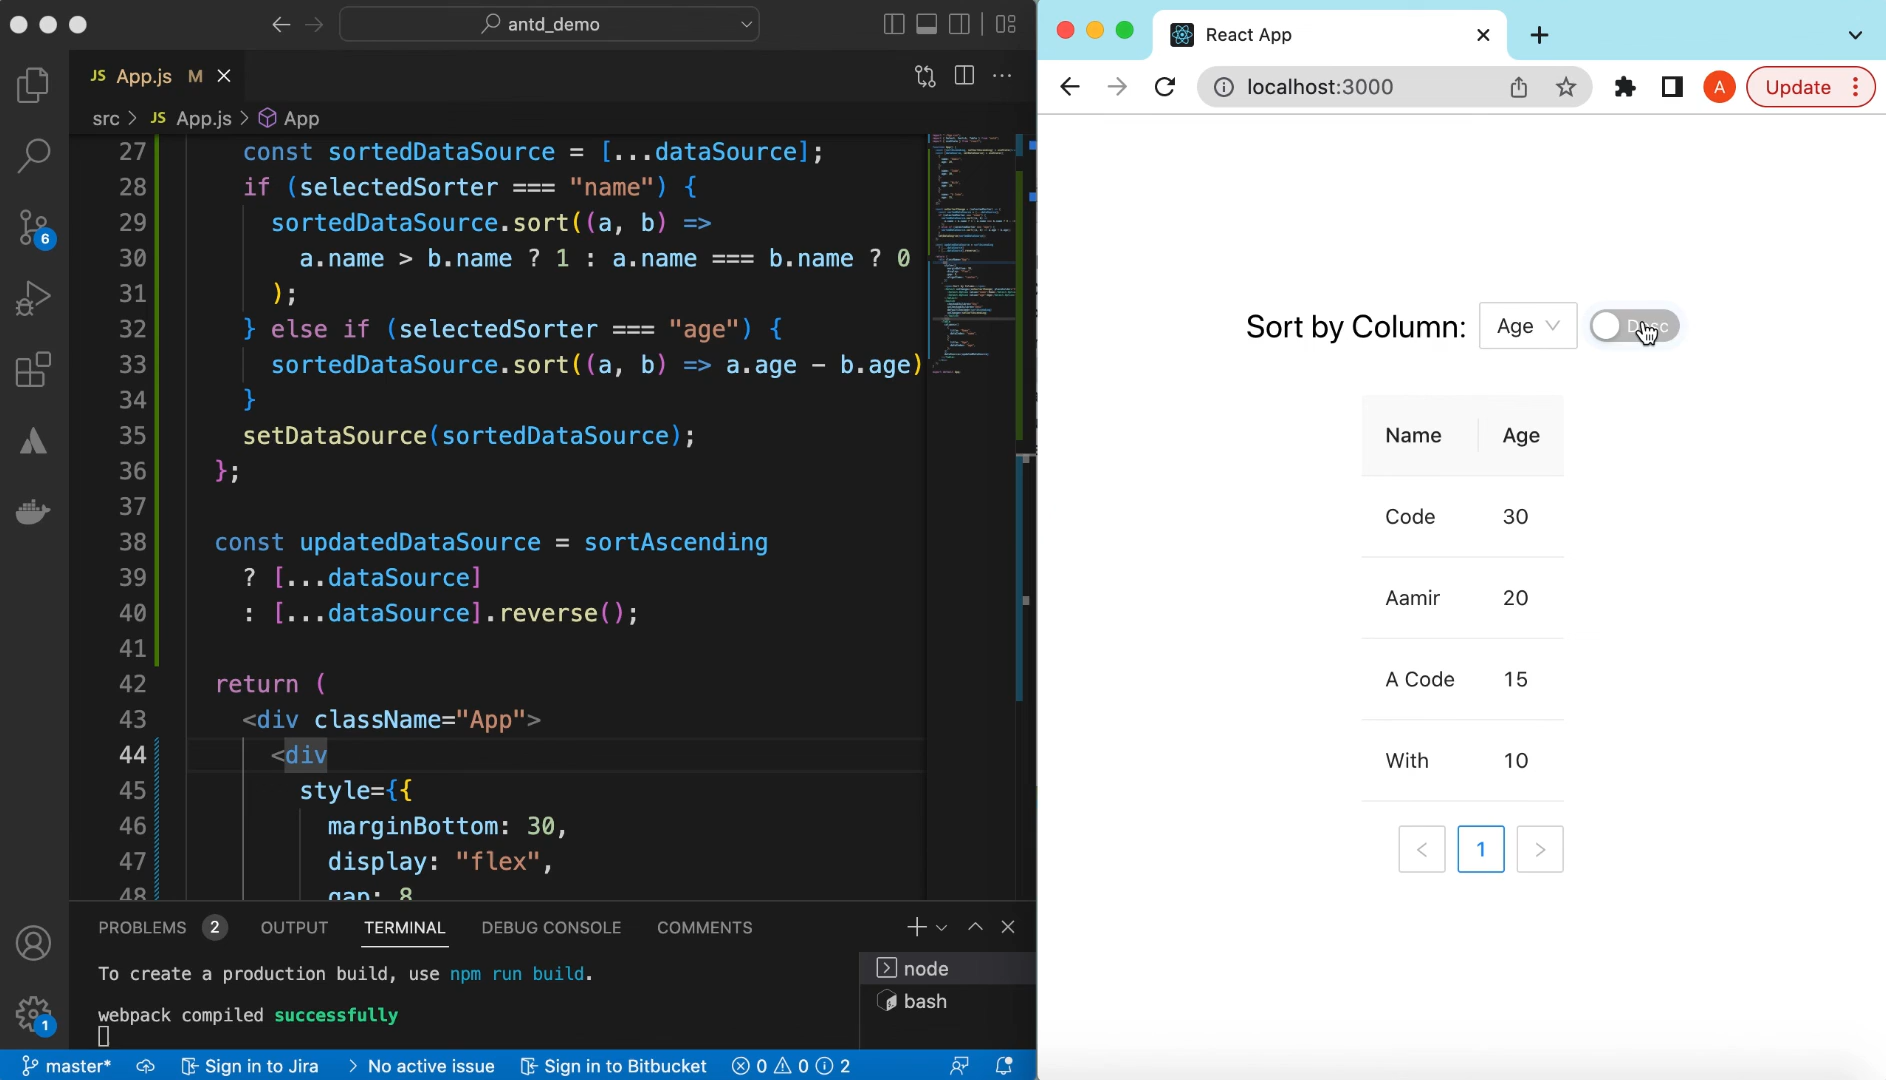 antd_demo
JS App.js M
src > JS App.js > App
27 const sortedDataSource = [...dataSource];
28 if (selectedSorter === "name") {
29 sortedDataSource.sort((a, b) =>
30 a.name > b.name ? 1 : a.name === b.name ? 0
31 );
32 } else if (selectedSorter === "age") {
33 sortedDataSource.sort((a, b) => a.age - b.age)
34 }
35 setDataSource(sortedDataSource);
36 };
37
38 const updatedDataSource = sortAscending
39 ? [...dataSource]
40 : [...dataSource].reverse();
41
42 return (
43 <div className="App">
44 <div
45 style={{
46 marginBottom: 30,
47 display: "flex",
48 gap: 8
6
1
PROBLEMS 2 OUTPUT TERMINAL DEBUG CONSOLE COMMENTS
To create a production build, use npm run build.
webpack compiled successfully
node
bash
master* Sign in to Jira > No active issue Sign in to Bitbucket 0 0 2
React App
localhost:3000
A
Update
Sort by Column: Age
Name Age
Code 30
Aamir 20
A Code 15
With 10
< 1 >